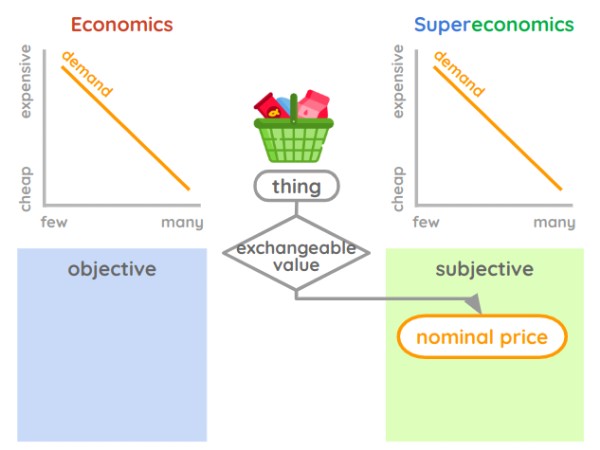 Economics
Supereconomics
expensive
demand
cheap
few
many
expensive
demand
cheap
few
many
thing
exchangeable
value
objective
subjective
nominal price